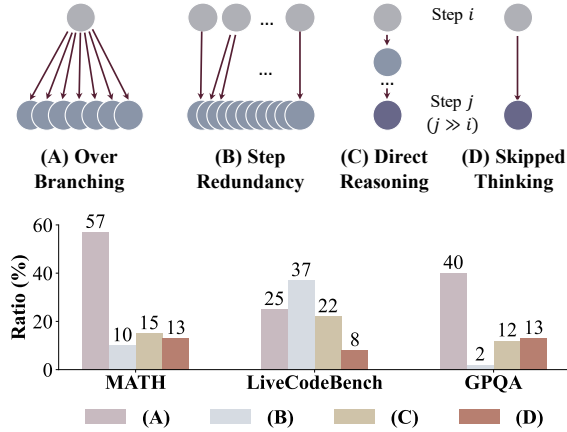 ... Step i
...
...
Step j
(j ≫ i)
(A) Over
Branching
(B) Step
Redundancy
(C) Direct
Reasoning
(D) Skipped
Thinking
Ratio (%)
60
40
20
0
57
10
15
13
25
37
22
8
40
2
12
13
MATH
LiveCodeBench
GPQA
(A) (B) (C) (D)